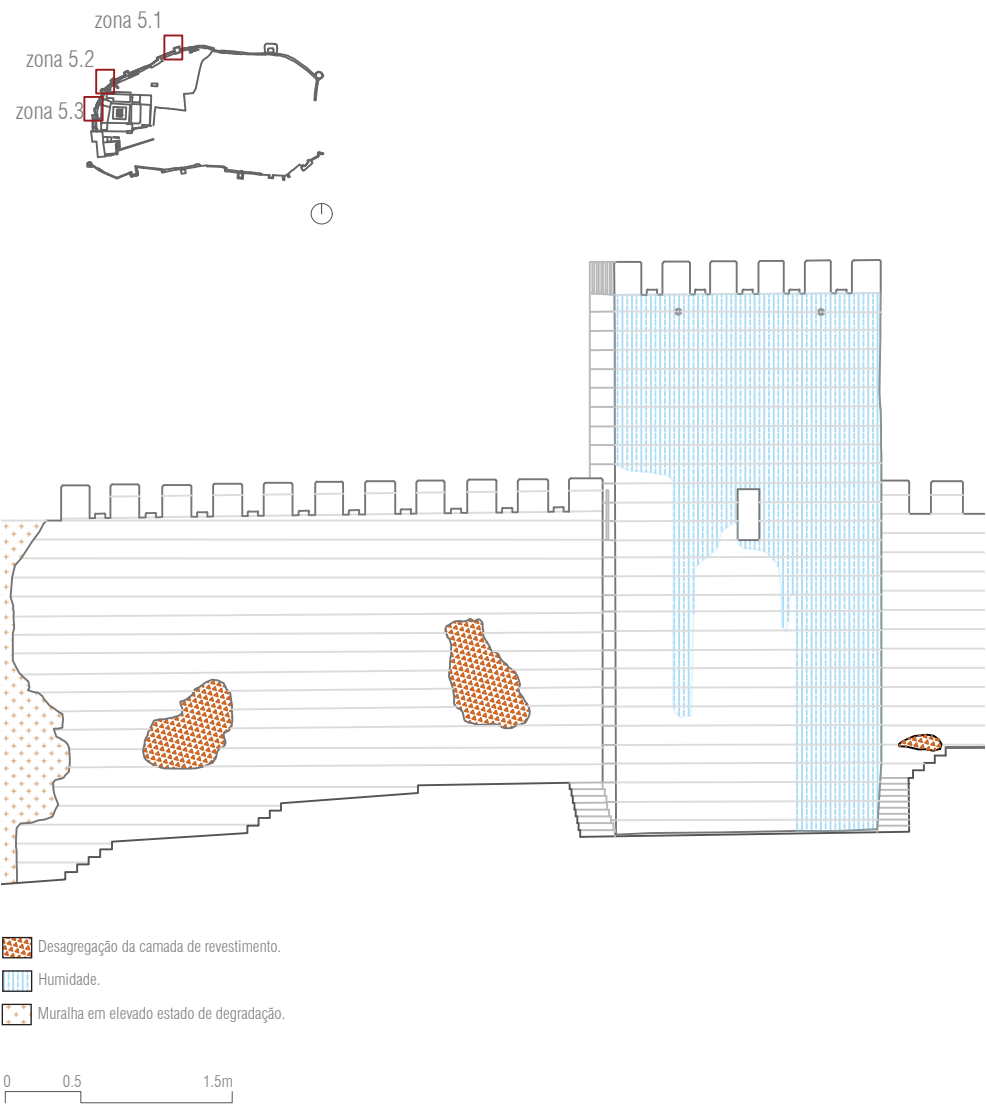 zona 5.1
zona 5.2
zona 5.3
Desagregação da camada de revestimento.
Humidade.
Muralha em elevado estado de degradação.
0 0.5 1.5m